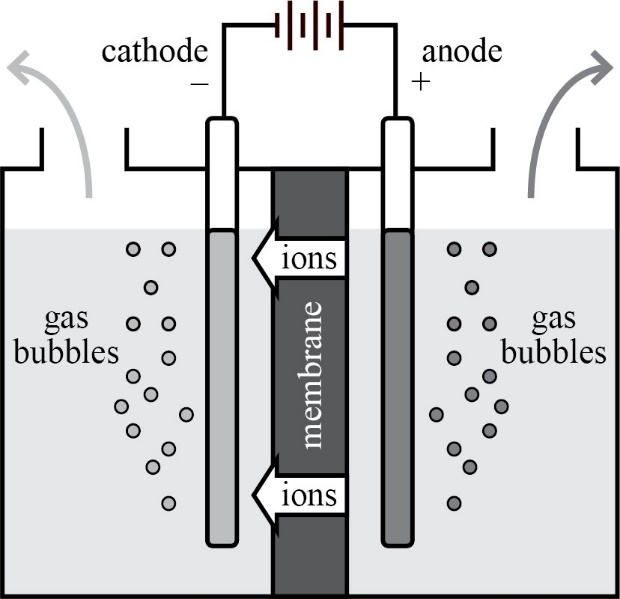 cathode
–
anode
+
ions
gas
bubbles
membrane
gas
bubbles
ions